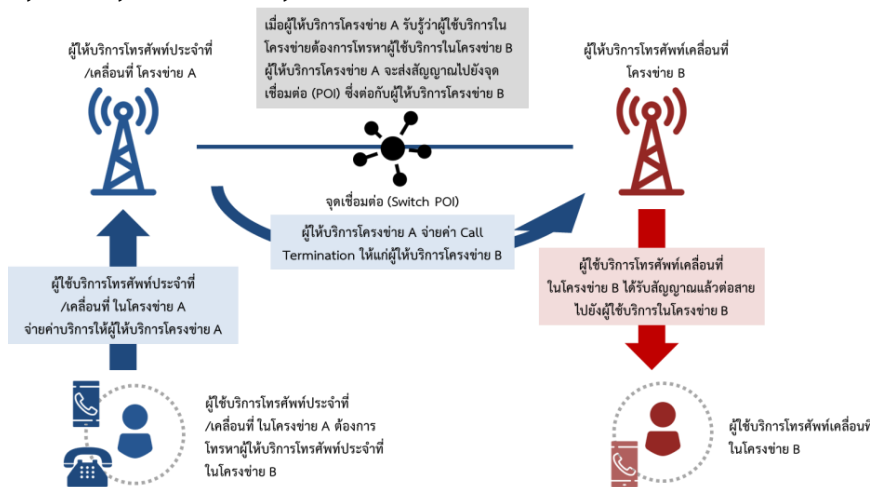 เมื่อผู้ให้บริการโครงข่าย A รับรู้ว่าผู้ใช้บริการใน
โครงข่ายต้องการโทรหาผู้ใช้บริการในโครงข่าย B
ผู้ให้บริการโครงข่าย A จะส่งสัญญาณไปยังจุด
เชื่อมต่อ (POI) ซึ่งต่อกับผู้ให้บริการโครงข่าย B
ผู้ให้บริการโทรศัพท์ประจำที่
/เคลื่อนที่ โครงข่าย A
ผู้ให้บริการโทรศัพท์เคลื่อนที่
โครงข่าย B
จุดเชื่อมต่อ (Switch POI)
ผู้ให้บริการโครงข่าย A จ่ายค่า Call
Termination ให้แก่ผู้ให้บริการโครงข่าย B
ผู้ใช้บริการโทรศัพท์ประจำที่
/เคลื่อนที่ ในโครงข่าย A
จ่ายค่าบริการให้ผู้ให้บริการโครงข่าย A
ผู้ใช้บริการโทรศัพท์เคลื่อนที่
ในโครงข่าย B ได้รับสัญญาณแล้วต่อสาย
ไปยังผู้ใช้บริการในโครงข่าย B
ผู้ใช้บริการโทรศัพท์ประจำที่
/เคลื่อนที่ ในโครงข่าย A ต้องการ
โทรหาผู้ให้บริการโทรศัพท์ประจำที่
ในโครงข่าย B
ผู้ใช้บริการโทรศัพท์เคลื่อนที่
ในโครงข่าย B